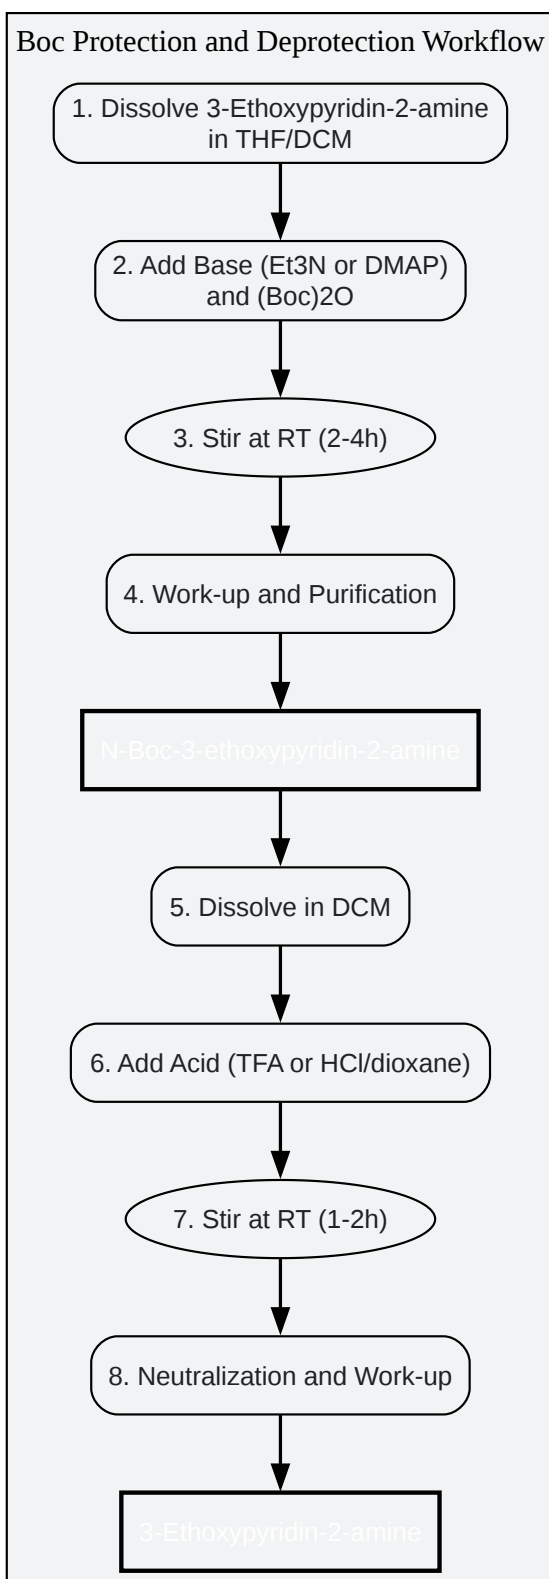 Boc Protection and Deprotection Workflow
1. Dissolve 3-Ethoxypyridin-2-amine
in THF/DCM
2. Add Base (Et3N or DMAP)
and (Boc)2O
3. Stir at RT (2-4h)
4. Work-up and Purification
N-Boc-3-ethoxypyridin-2-amine
5. Dissolve in DCM
6. Add Acid (TFA or HCl/dioxane)
7. Stir at RT (1-2h)
8. Neutralization and Work-up
3-Ethoxypyridin-2-amine